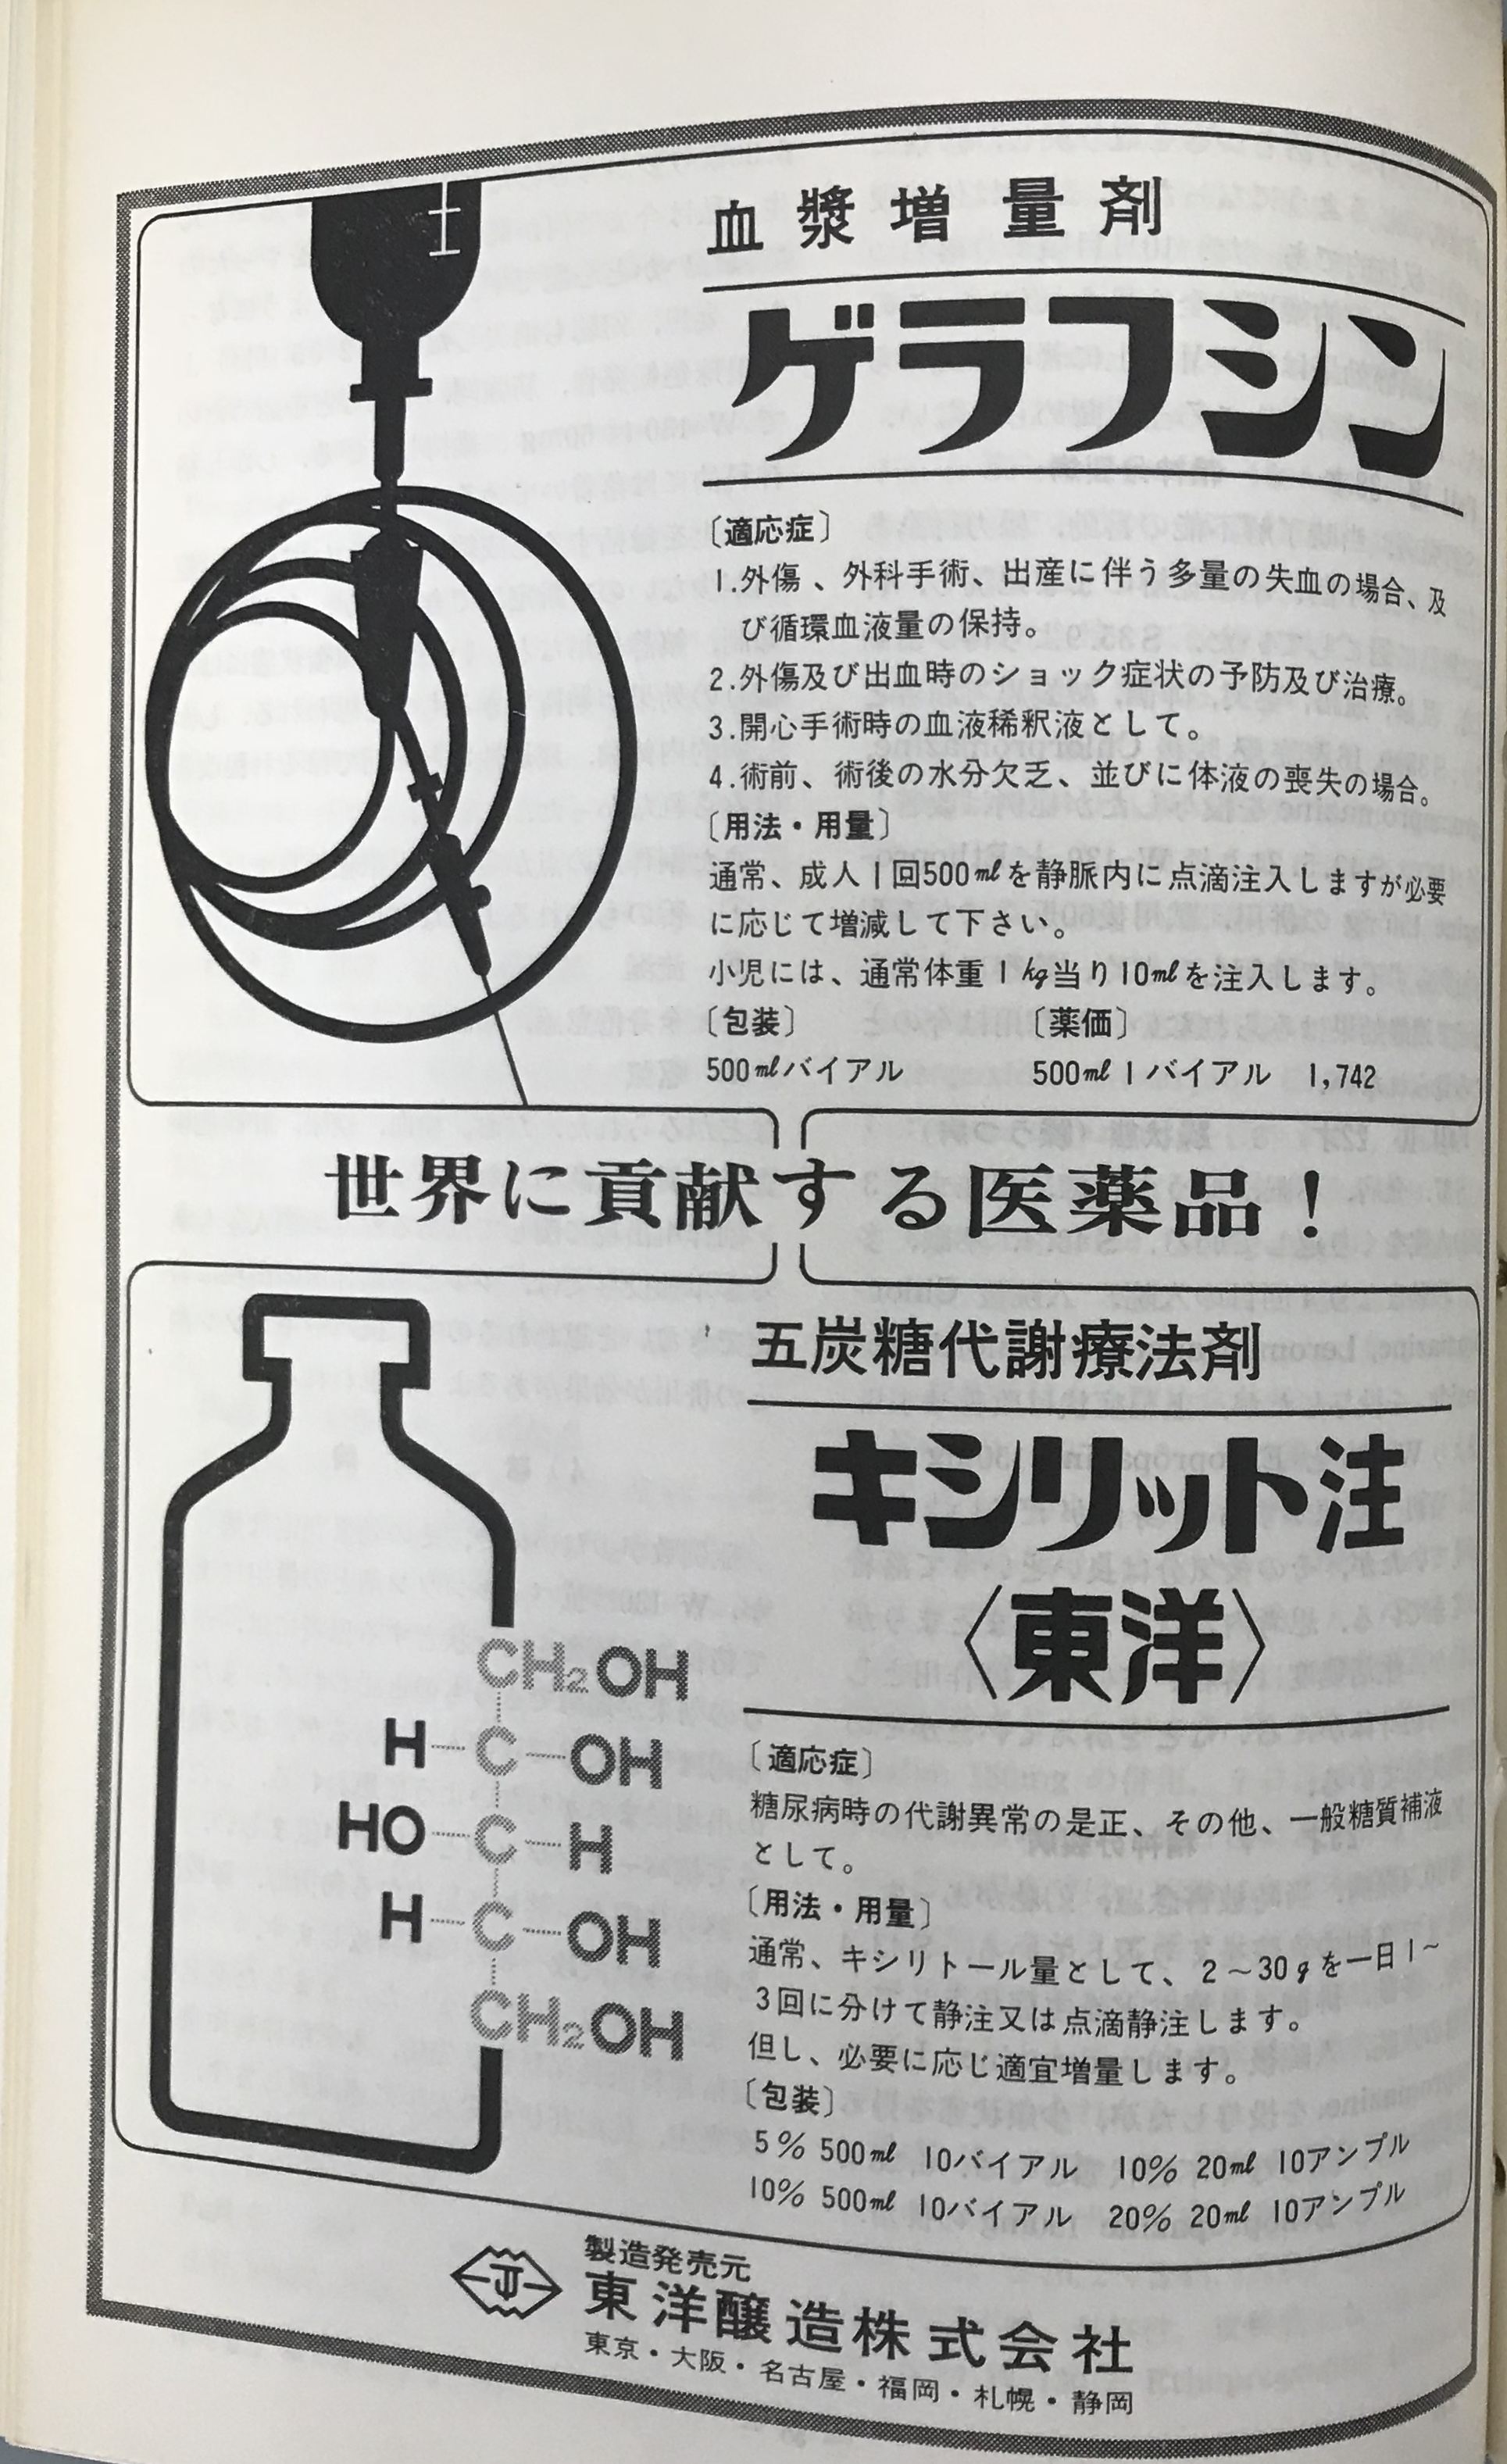 血漿増量剤
ゲラフシン
〔適応症〕
1.外傷、外科手術、出産に伴う多量の失血の場合、及
び循環血液量の保持。
2.外傷及び出血時のショック症状の予防及び治療。
3.開心手術時の血液稀釈液として。
4.術前、術後の水分欠乏、並びに体液の喪失の場合。
〔用法・用量〕
通常、成人1回500mlを静脈内に点滴注入しますが必要
に応じて増減して下さい。
小児には、通常体重1kg当り10mlを注入します。
〔包装〕 〔薬価〕
500mlバイアル 500ml 1バイアル 1,742
世界に貢献する医薬品！
五炭糖代謝療法剤
キシリット注
〈東洋〉
CH₂OH
H-C-OH
HO-C-H
H-C-OH
CH₂OH
〔適応症〕
糖尿病時の代謝異常の是正、その他、一般糖質補液
として。
〔用法・用量〕
通常、キシリトール量として、2～30gを一日1～
3回に分けて静注又は点滴静注します。
但し、必要に応じ適宜増量します。
〔包装〕
5% 500ml 10バイアル 10% 20ml 10アンプル
10% 500ml 10バイアル 20% 20ml 10アンプル
製造発売元
東洋醸造株式会社
東京・大阪・名古屋・福岡・札幌・静岡